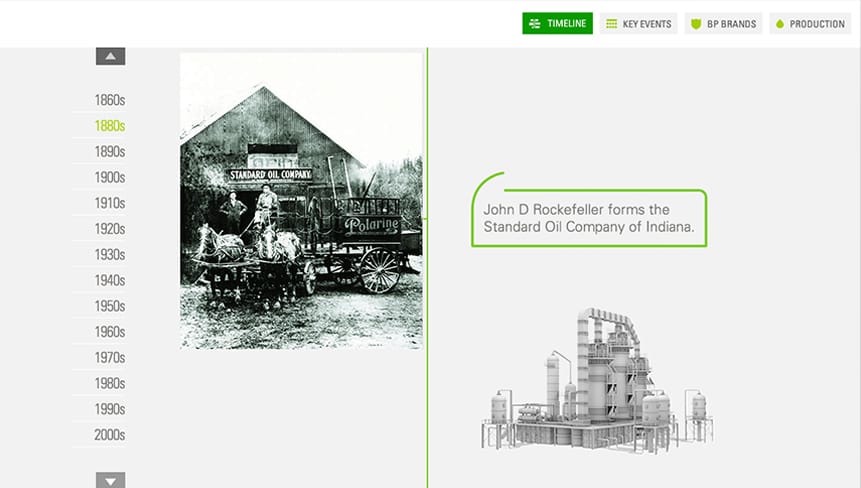 TIMELINE
KEY EVENTS
BP BRANDS
PRODUCTION
1860s
1880s
1890s
1900s
1910s
1920s
1930s
1940s
1950s
1960s
1970s
1980s
1990s
2000s
STANDARD OIL COMPANY
Polarine
John D Rockefeller forms the
Standard Oil Company of Indiana.